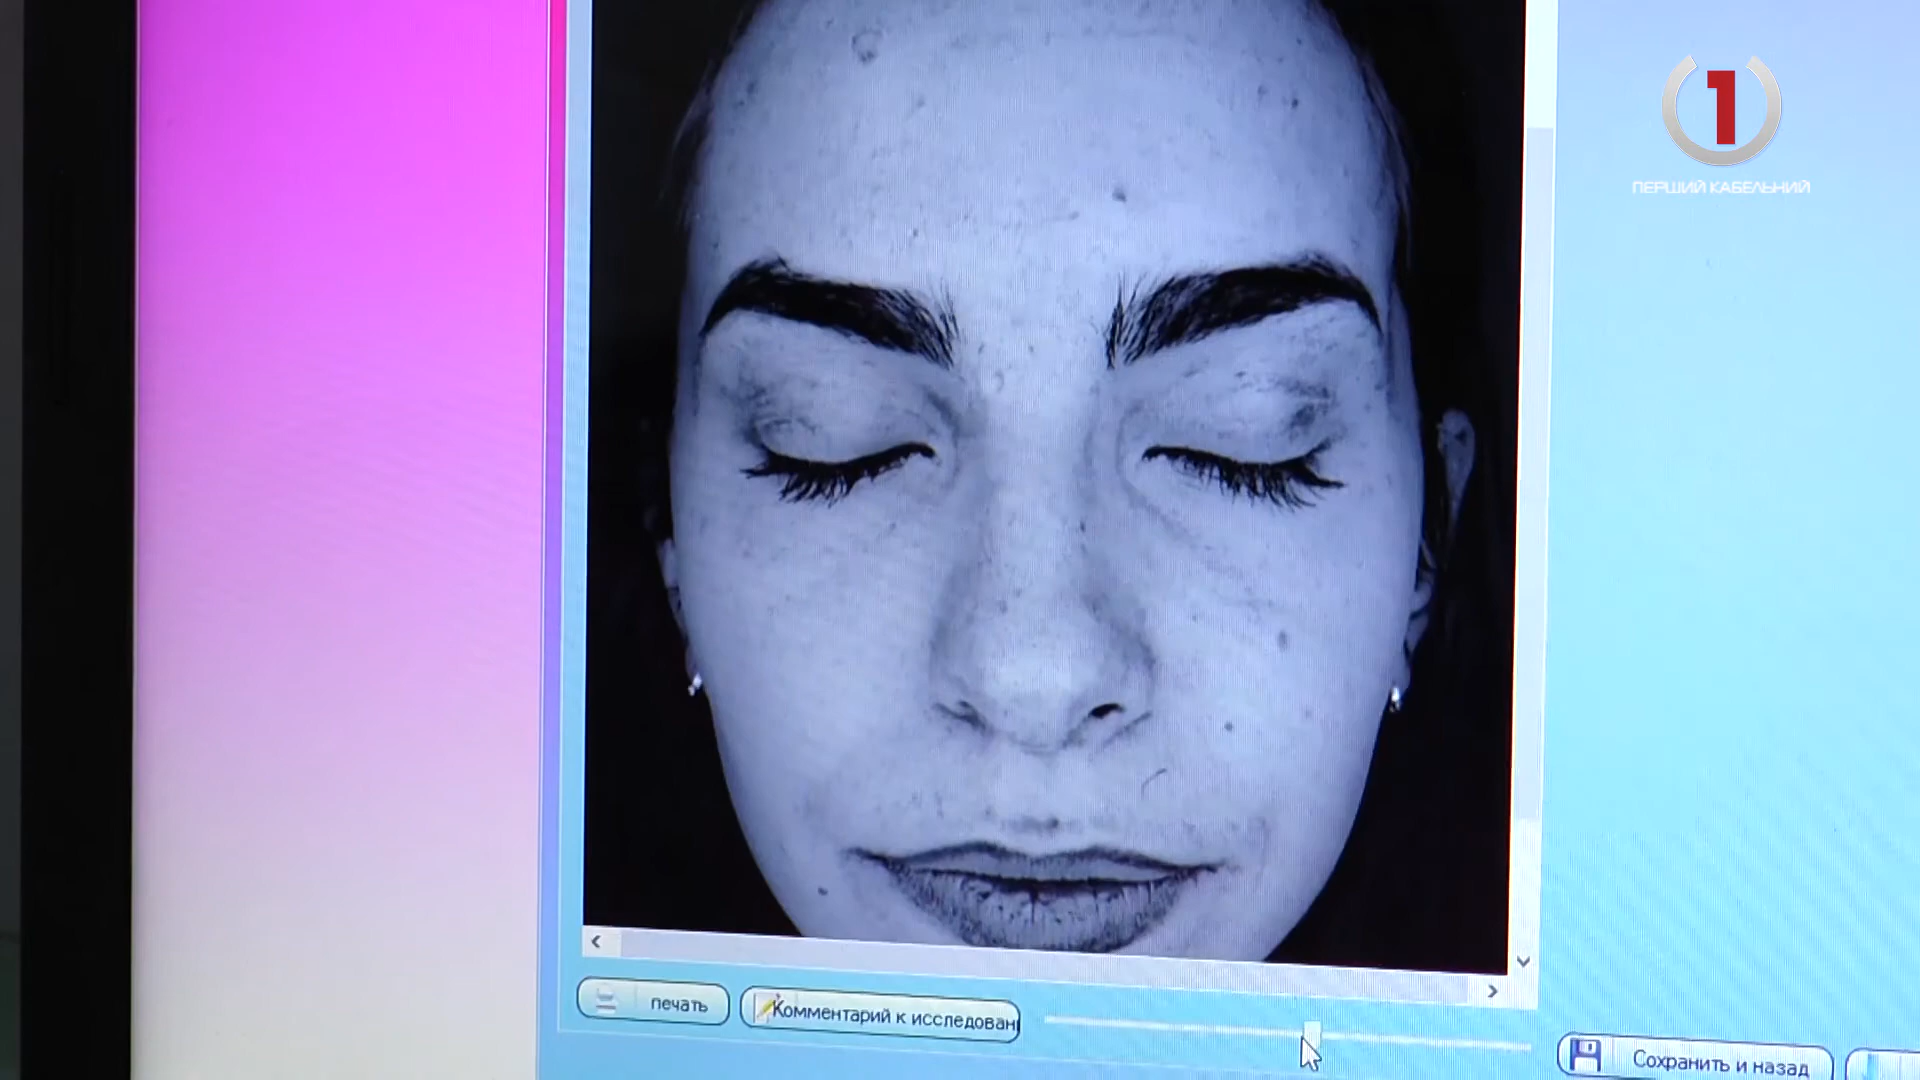 1
ПЕРШИЙ КАБЕЛЬНИЙ
печать
Комментарий к исследован
Сохранить и назад